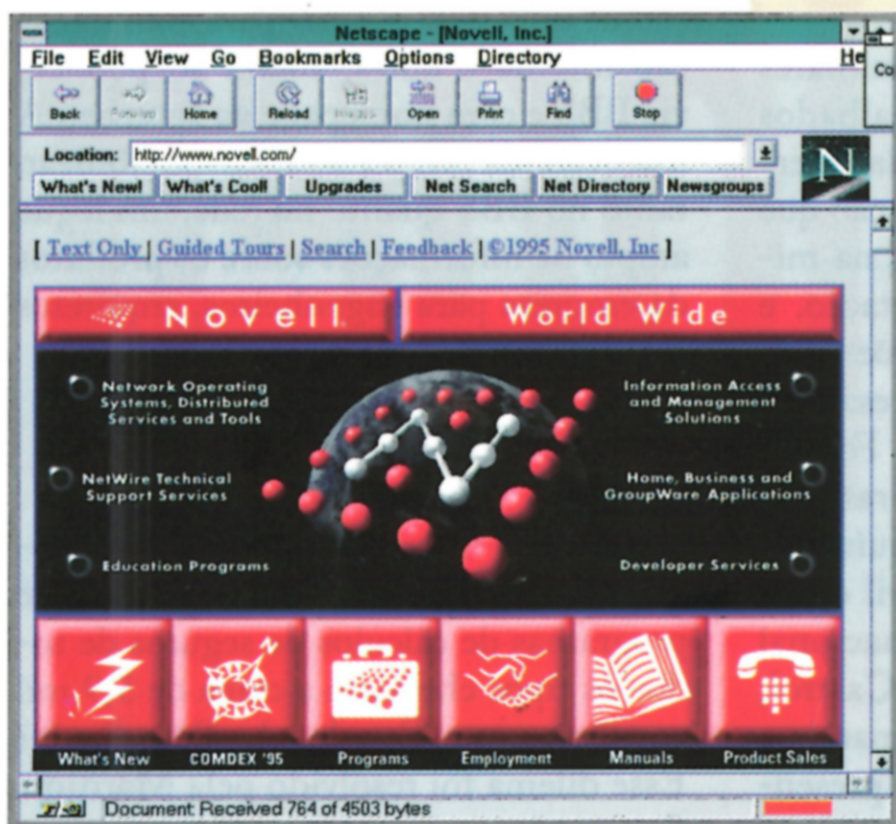 Netscape - [Novell, Inc.]
File Edit View Go Bookmarks Options Directory He
Co
Back Forward Home Reload Images Open Print Find Stop
Location: http://www.novell.com/
N
What's New! What's Cool! Upgrades Net Search Net Directory Newsgroups
[ Text Only | Guided Tours | Search | Feedback | ©1995 Novell, Inc ]
Novell. World Wide
Network Operating
Systems, Distributed
Services and Tools
Information Access
and Management
Solutions
NetWire Technical
Support Services
Home, Business and
GroupWare Applications
Education Programs
Developer Services
N
What's New COMDEX '95 Programs Employment Manuals Product Sales
Document: Received 764 of 4503 bytes